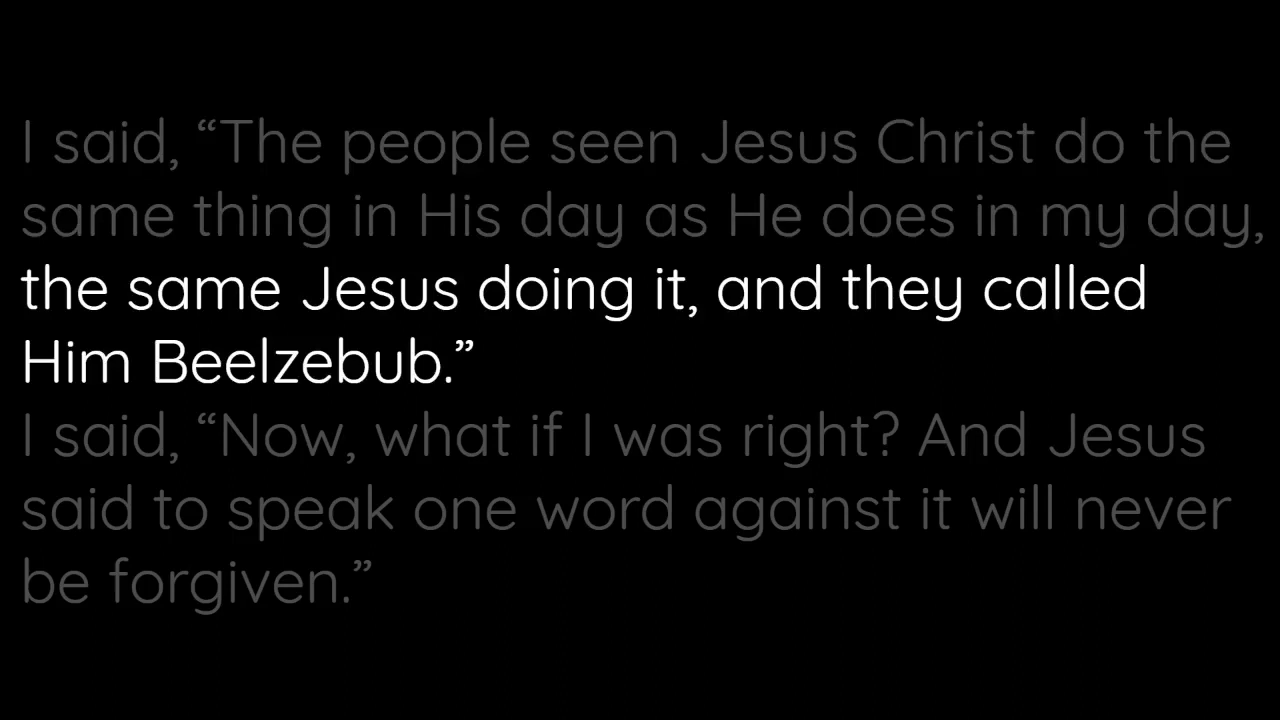 I said, “The people seen Jesus Christ do the
same thing in His day as He does in my day,
the same Jesus doing it, and they called
Him Beelzebub.”
I said, “Now, what if I was right? And Jesus
said to speak one word against it will never
be forgiven.”